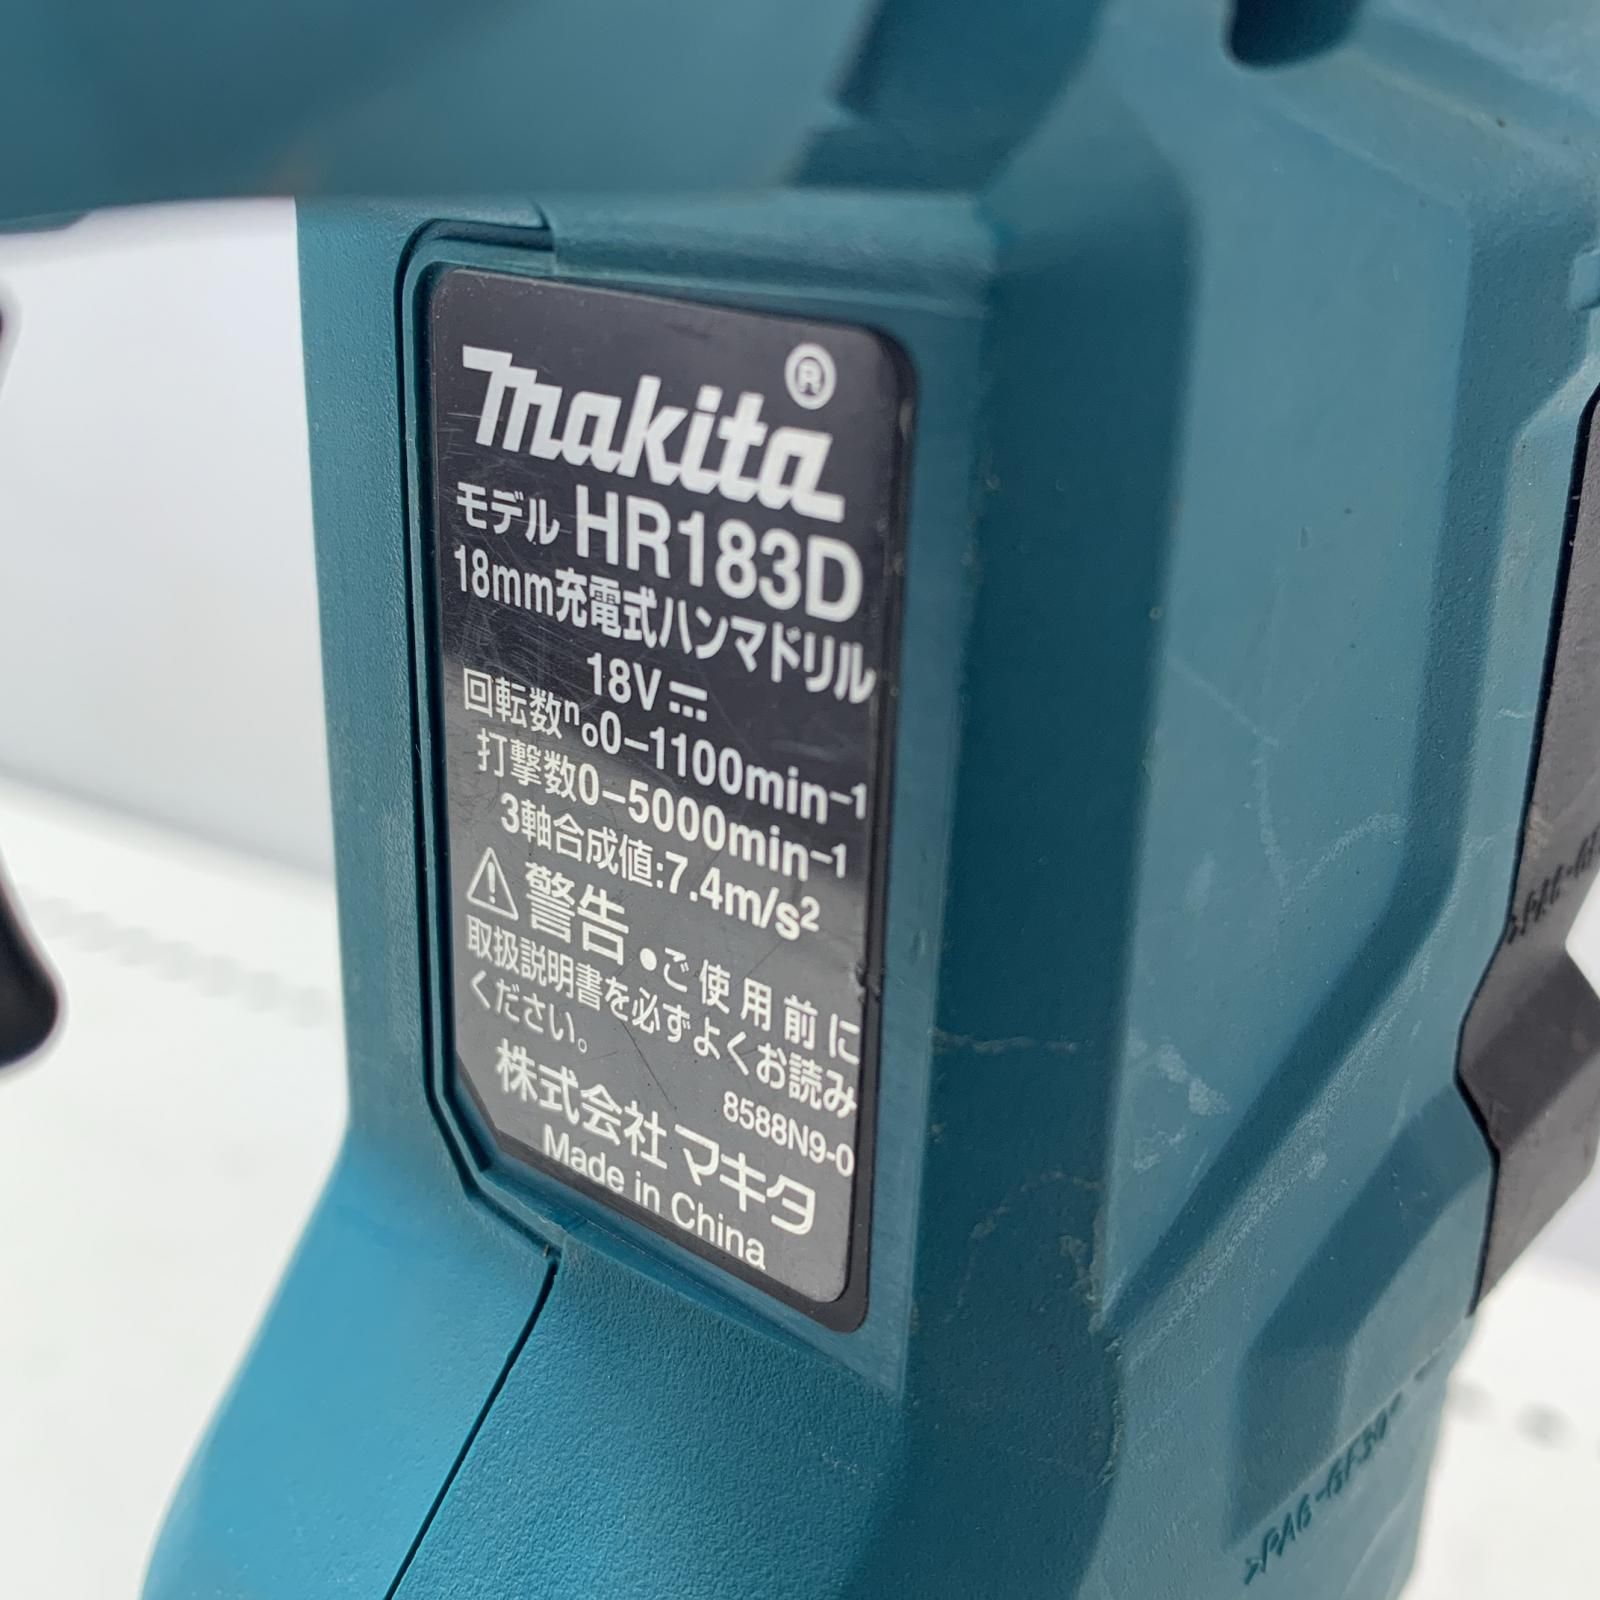 makita®
モデル HR183D
18mm充電式ハンマドリル
18V⎓
回転数n₀0-1100min⁻¹
打撃数0-5000min⁻¹
3軸合成値:7.4m/s²
⚠警告 ●ご使用前に
取扱説明書を必ずよくお読み
ください。
8588N9-0
株式会社マキタ
Made in China
>PA6-GF30<